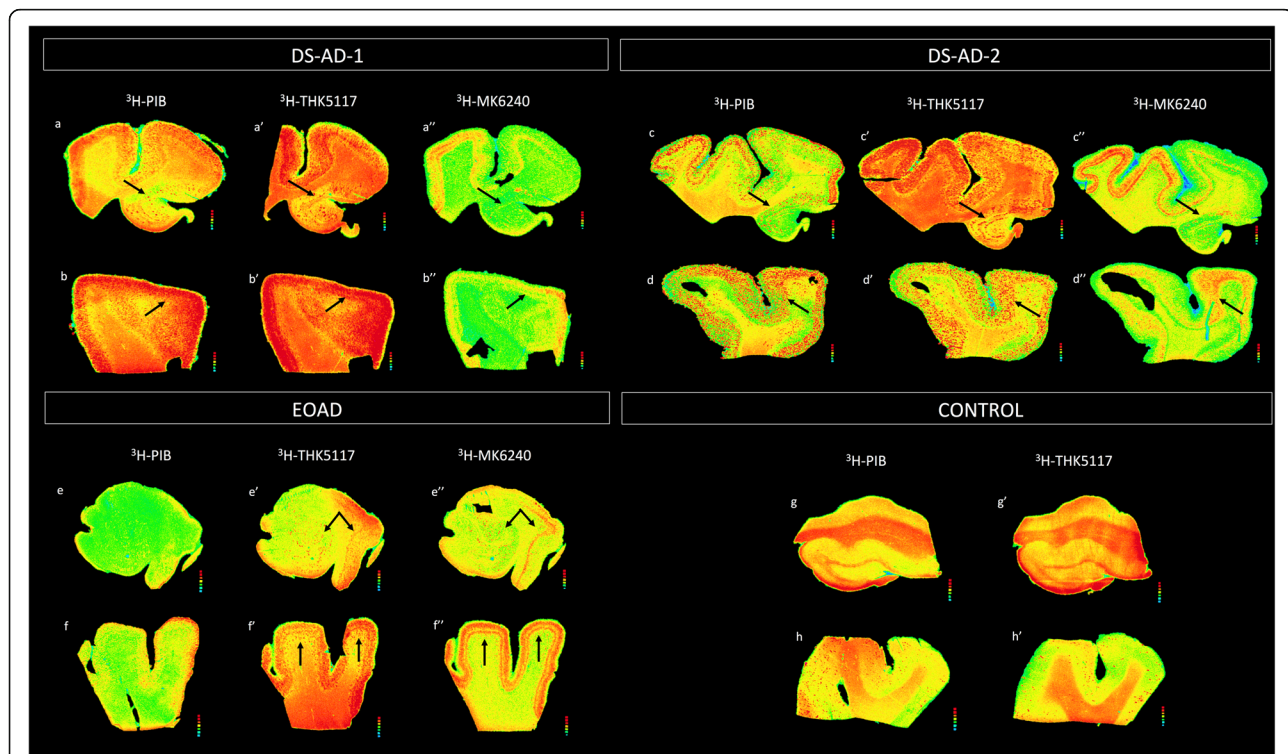 DS-AD-1
³H-PIB ³H-THK5117 ³H-MK6240
a a′ a′′
b b′ b′′
DS-AD-2
³H-PIB ³H-THK5117 ³H-MK6240
c c′ c′′
d d′ d′′
EOAD
³H-PIB ³H-THK5117 ³H-MK6240
e e′ e′′
f f′ f′′
CONTROL
³H-PIB ³H-THK5117
g g′
h h′